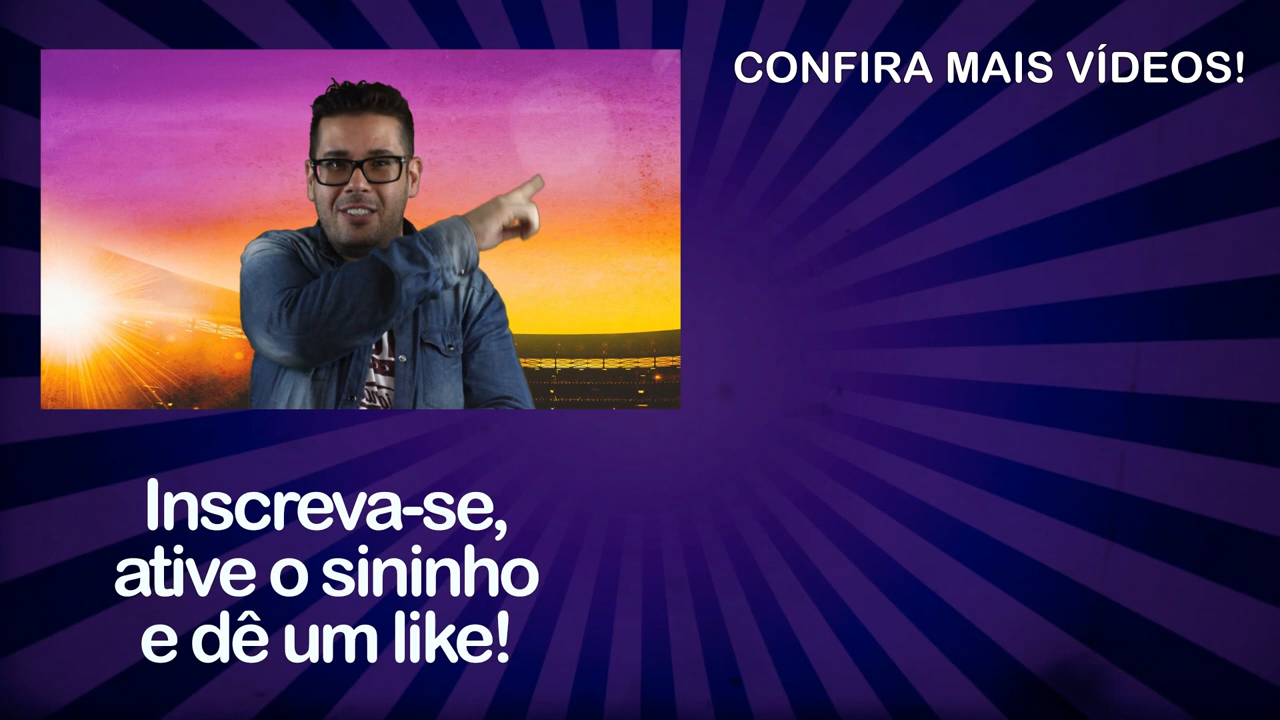 CONFIRA MAIS VÍDEOS!
Inscreva-se,
ative o sininho
e dê um like!